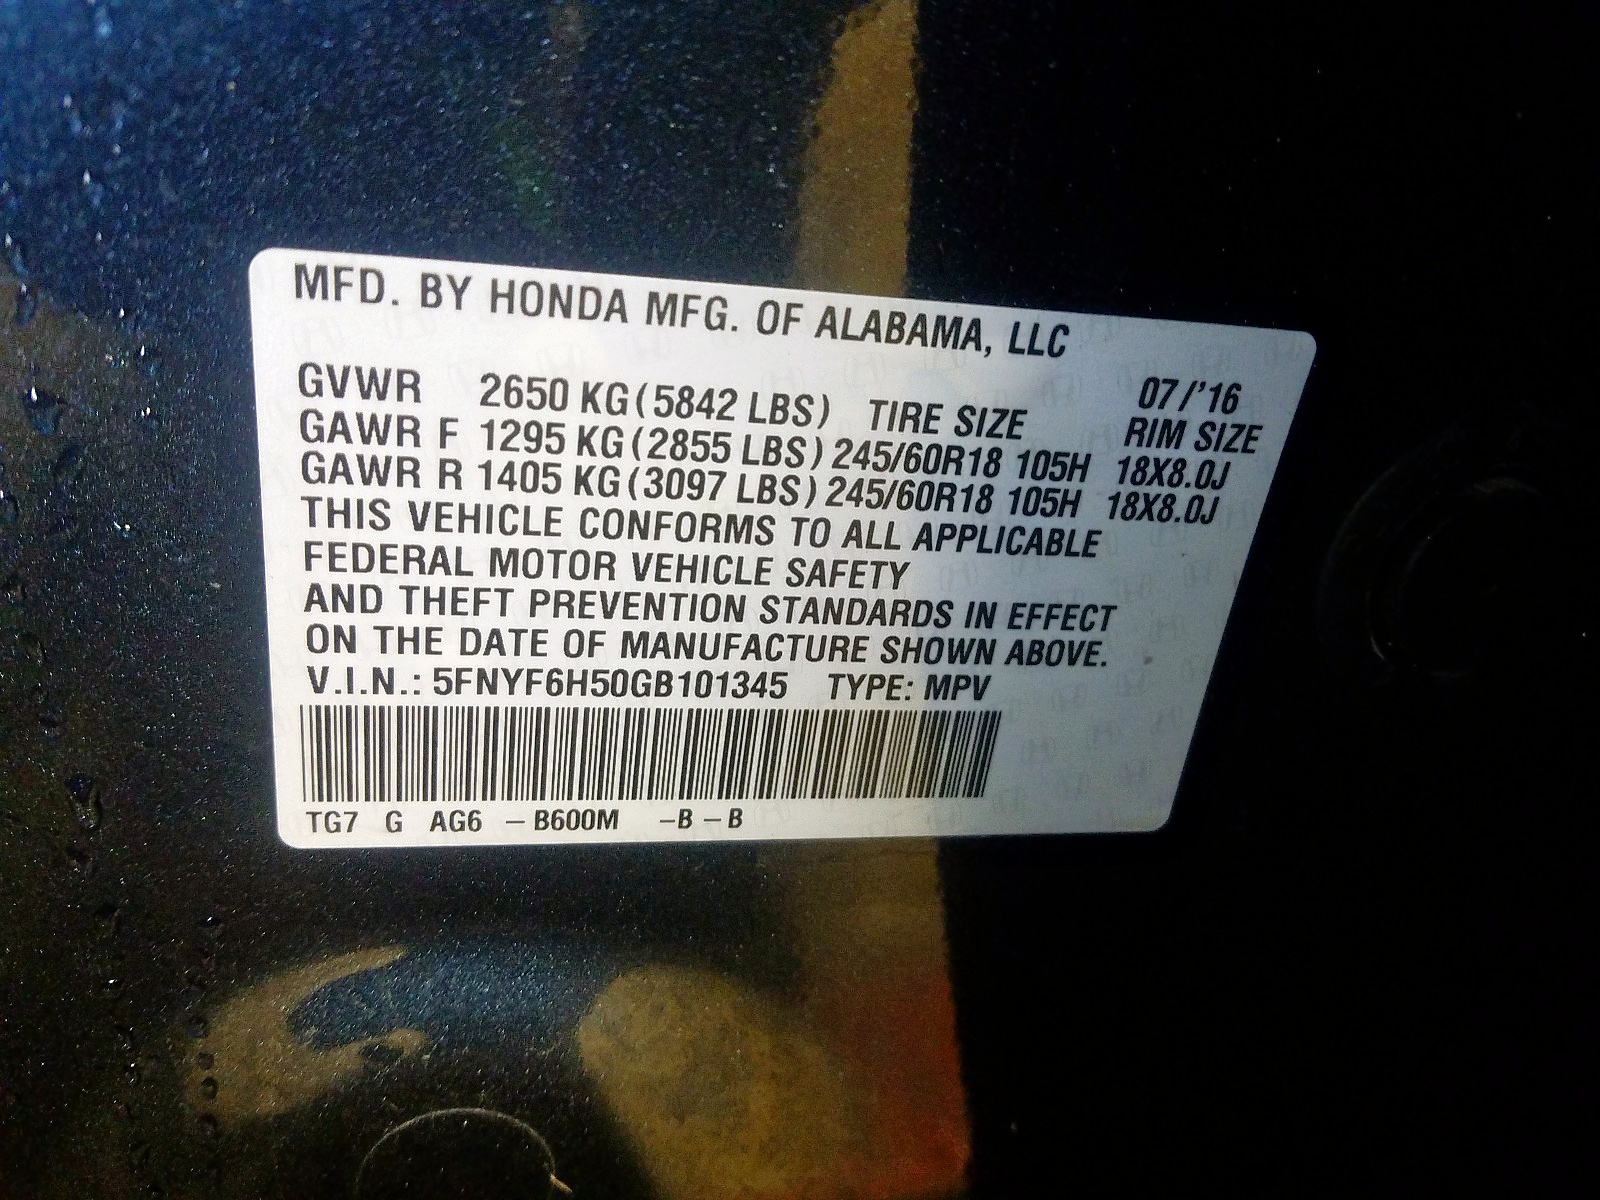 MFD. BY HONDA MFG. OF ALABAMA, LLC
07/'16
GVWR 2650 KG(5842 LBS) TIRE SIZE RIM SIZE
GAWR F 1295 KG(2855 LBS) 245/60R18 105H 18X8.0J
GAWR R 1405 KG(3097 LBS) 245/60R18 105H 18X8.0J
THIS VEHICLE CONFORMS TO ALL APPLICABLE
FEDERAL MOTOR VEHICLE SAFETY
AND THEFT PREVENTION STANDARDS IN EFFECT
ON THE DATE OF MANUFACTURE SHOWN ABOVE.
V.I.N.: 5FNYF6H50GB101345 TYPE: MPV
TG7 G AG6 – B600M –B – B